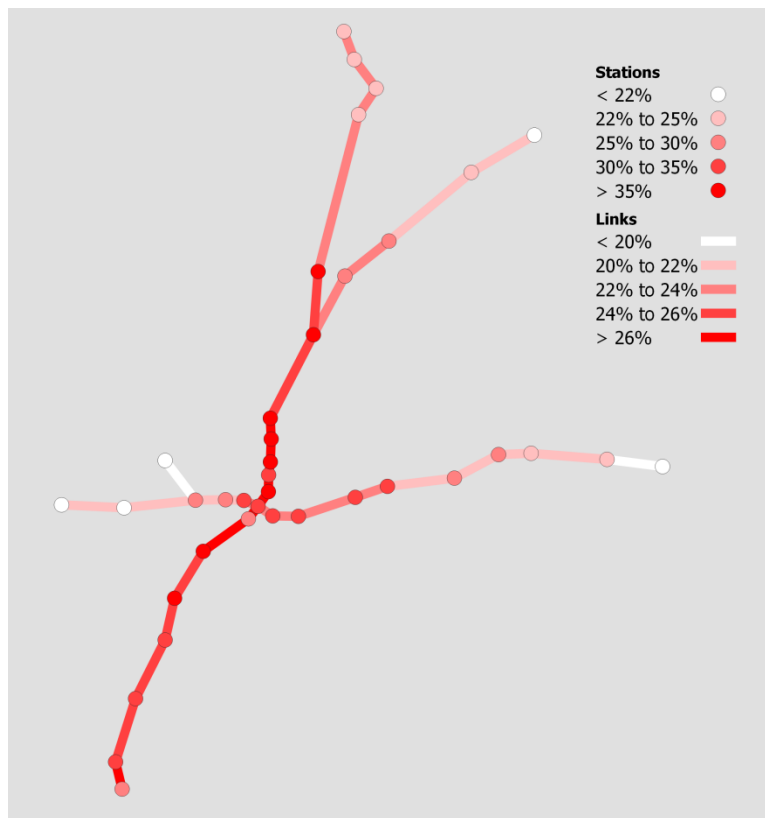 Stations
< 22%
22% to 25%
25% to 30%
30% to 35%
> 35%
Links
< 20%
20% to 22%
22% to 24%
24% to 26%
> 26%